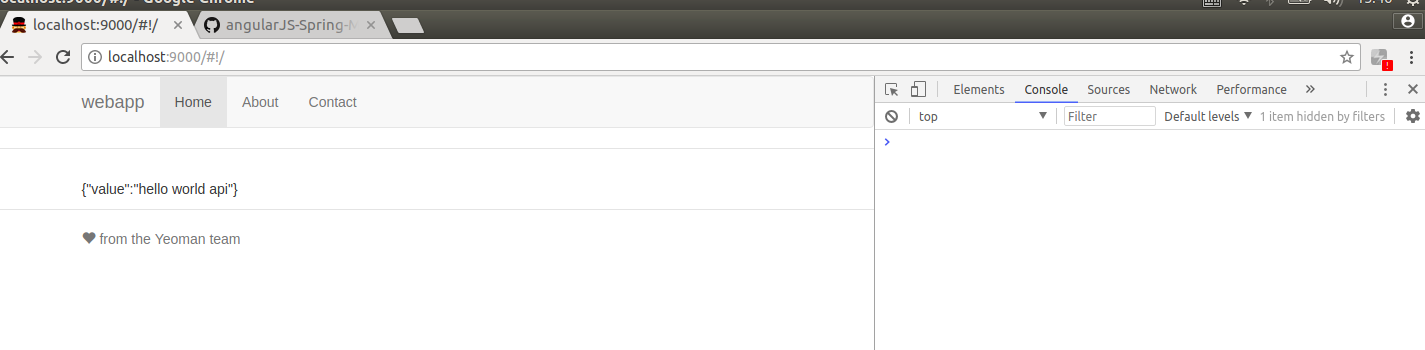 localhost:9000/#!/ - Google Chrome
localhost:9000/#!/ × angularJS-Spring-M ×
localhost:9000/#!/
webapp Home About Contact
Elements Console Sources Network Performance »
top Filter Default levels 1 item hidden by filters
{"value":"hello world api"}
♥ from the Yeoman team